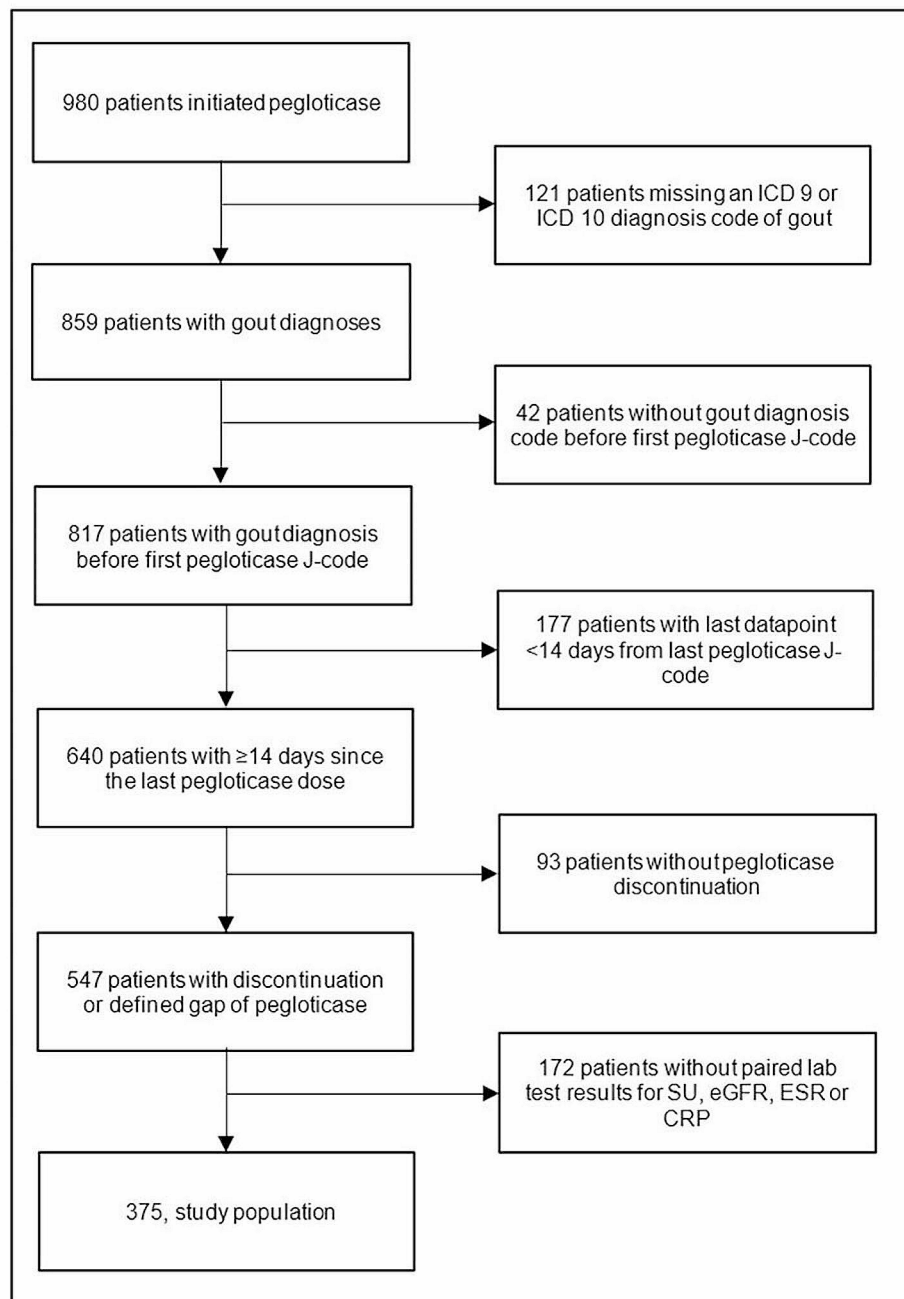 980 patients initiated pegloticase
121 patients missing an ICD 9 or
ICD 10 diagnosis code of gout
859 patients with gout diagnoses
42 patients without gout diagnosis
code before first pegloticase J-code
817 patients with gout diagnosis
before first pegloticase J-code
177 patients with last datapoint
<14 days from last pegloticase J-
code
640 patients with ≥14 days since
the last pegloticase dose
93 patients without pegloticase
discontinuation
547 patients with discontinuation
or defined gap of pegloticase
172 patients without paired lab
test results for SU, eGFR, ESR or
CRP
375, study population